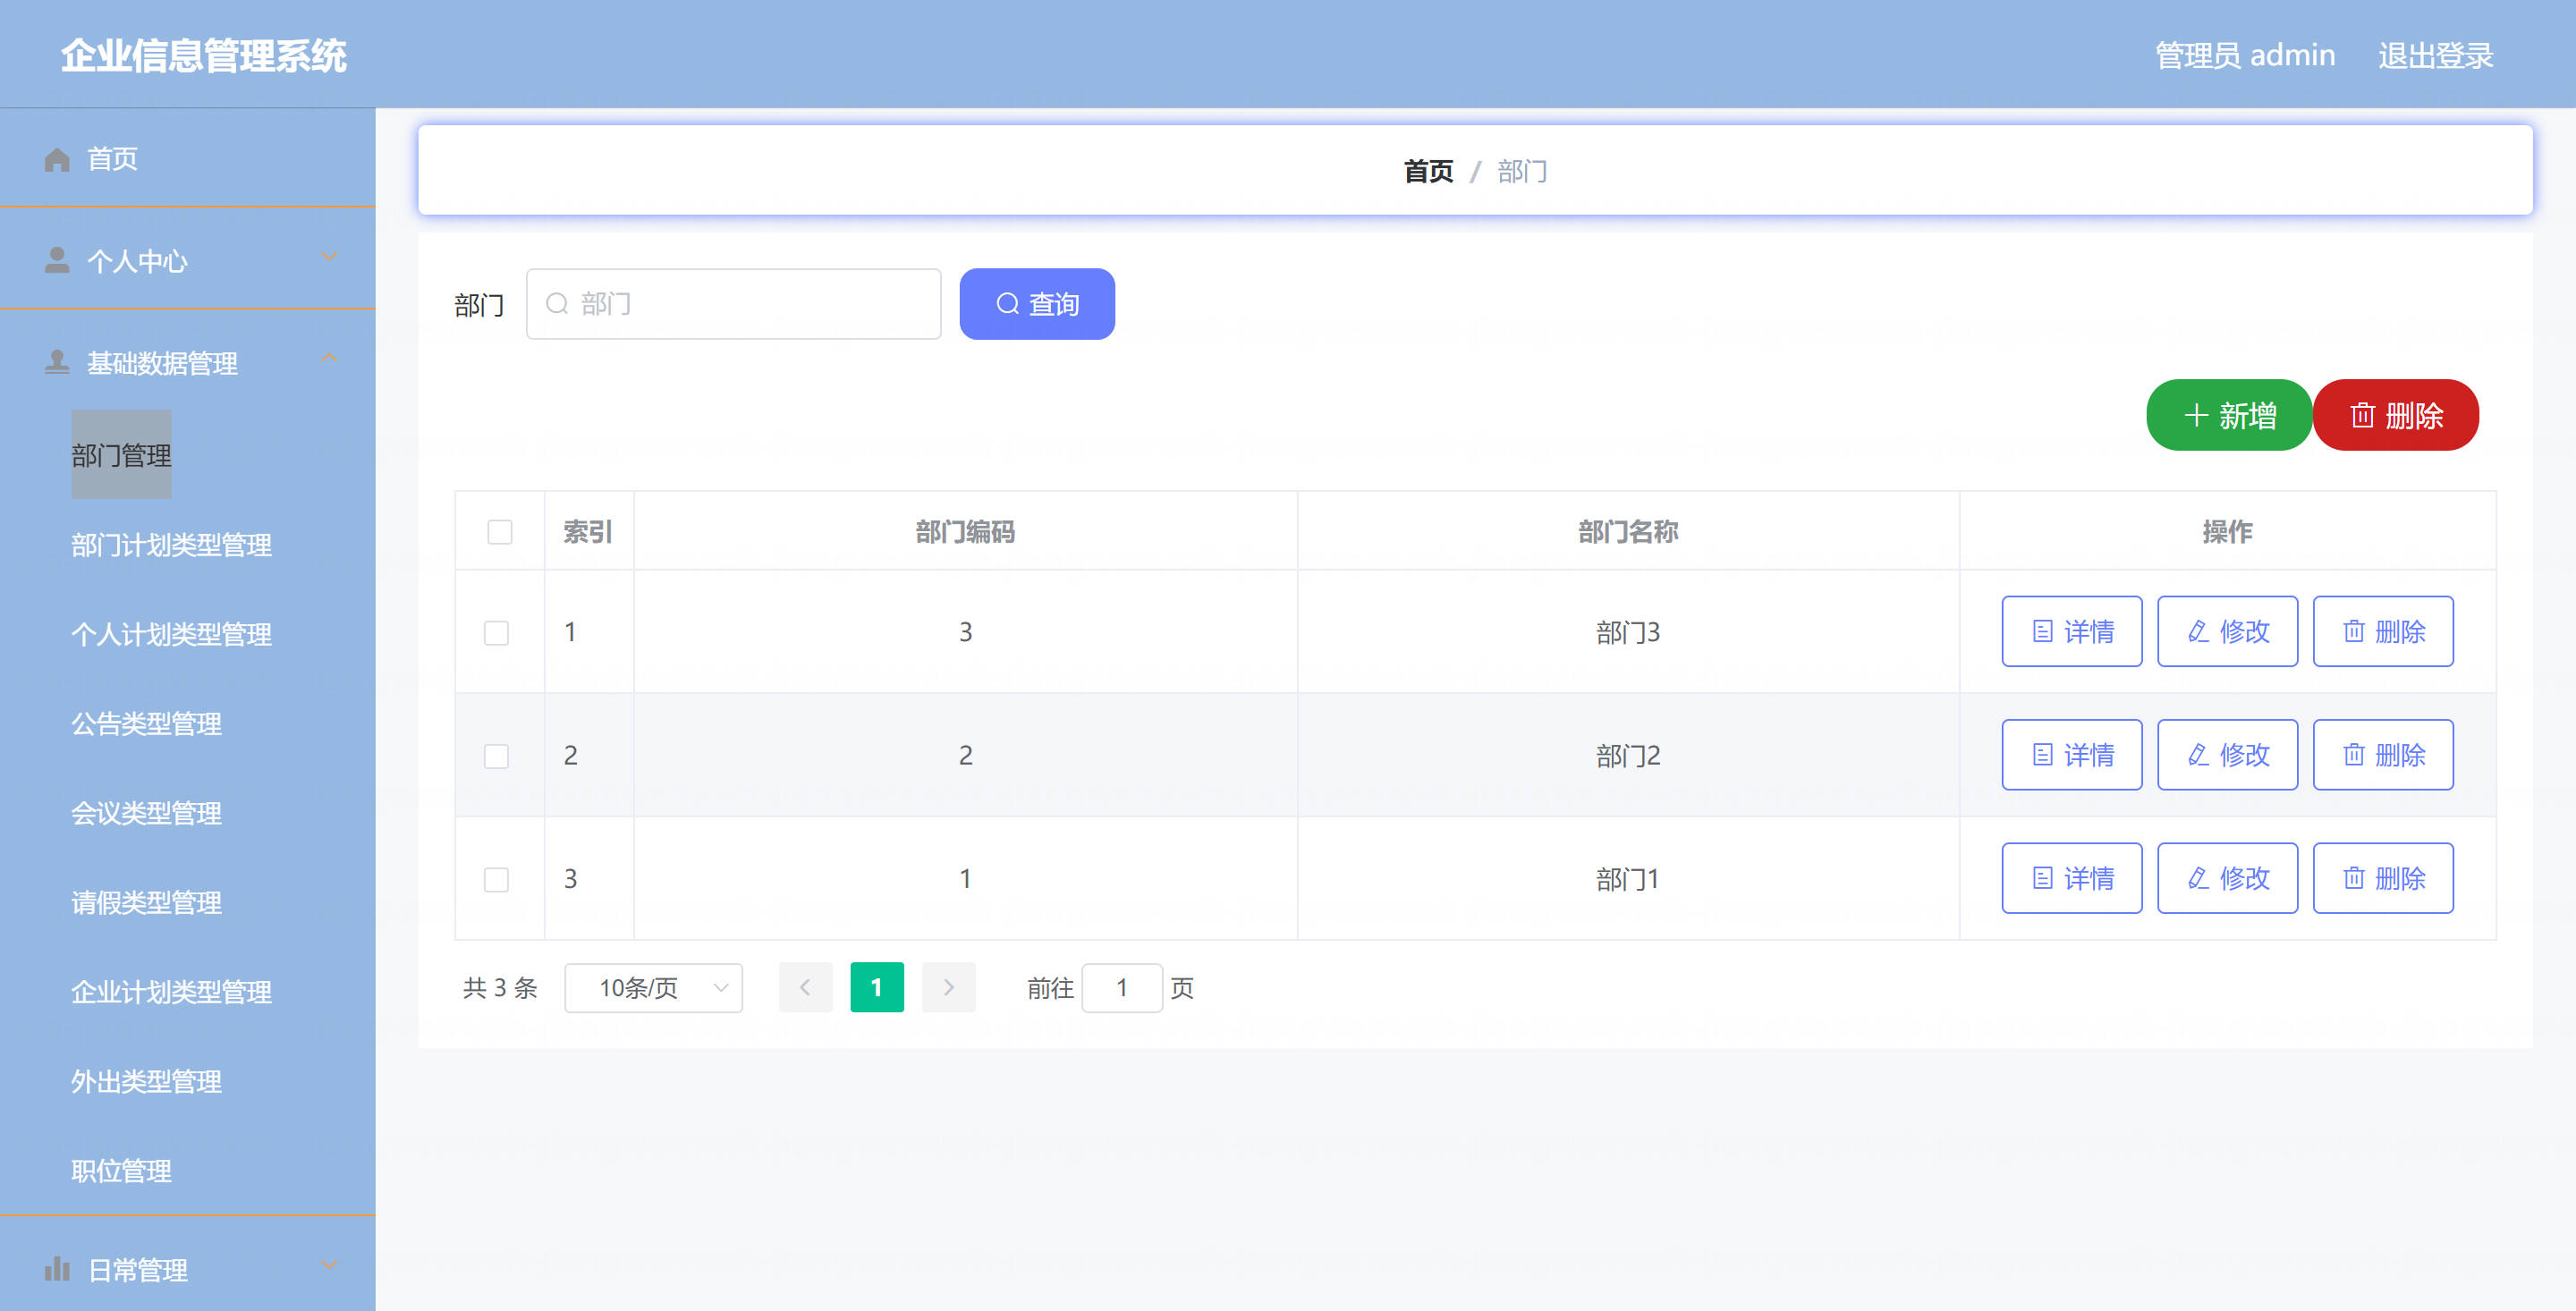 企业信息管理系统
管理员 admin 退出登录
首页
个人中心
基础数据管理
部门管理
部门计划类型管理
个人计划类型管理
公告类型管理
会议类型管理
请假类型管理
企业计划类型管理
外出类型管理
职位管理
日常管理
首页 / 部门
部门 部门 查询
新增 删除
索引 部门编码 部门名称 操作
1 3 部门3 详情 修改 删除
2 2 部门2 详情 修改 删除
3 1 部门1 详情 修改 删除
共 3 条 10条/页 1 前往 1 页